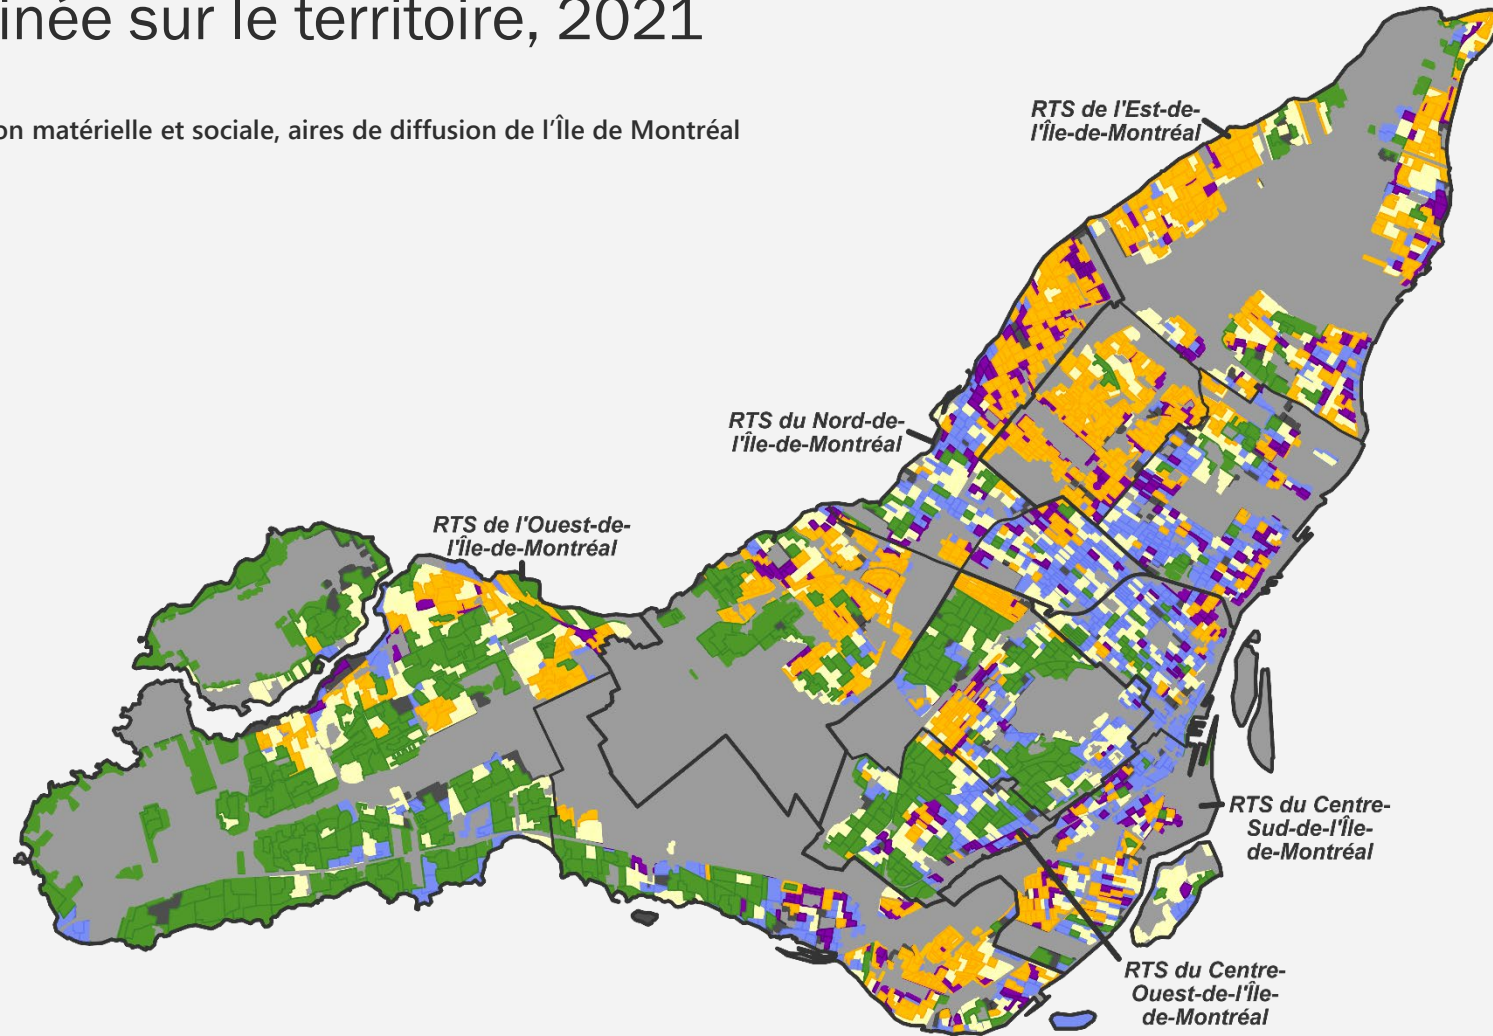 inée sur le territoire, 2021
on matérielle et sociale, aires de diffusion de l'Île de Montréal
RTS de l'Est-de-
l'Île-de-Montréal
RTS du Nord-de-
l'Île-de-Montréal
RTS de l'Ouest-de-
l'Île-de-Montréal
RTS du Centre-
Sud-de-l'Île-
de-Montréal
RTS du Centre-
Ouest-de-l'Île-
de-Montréal